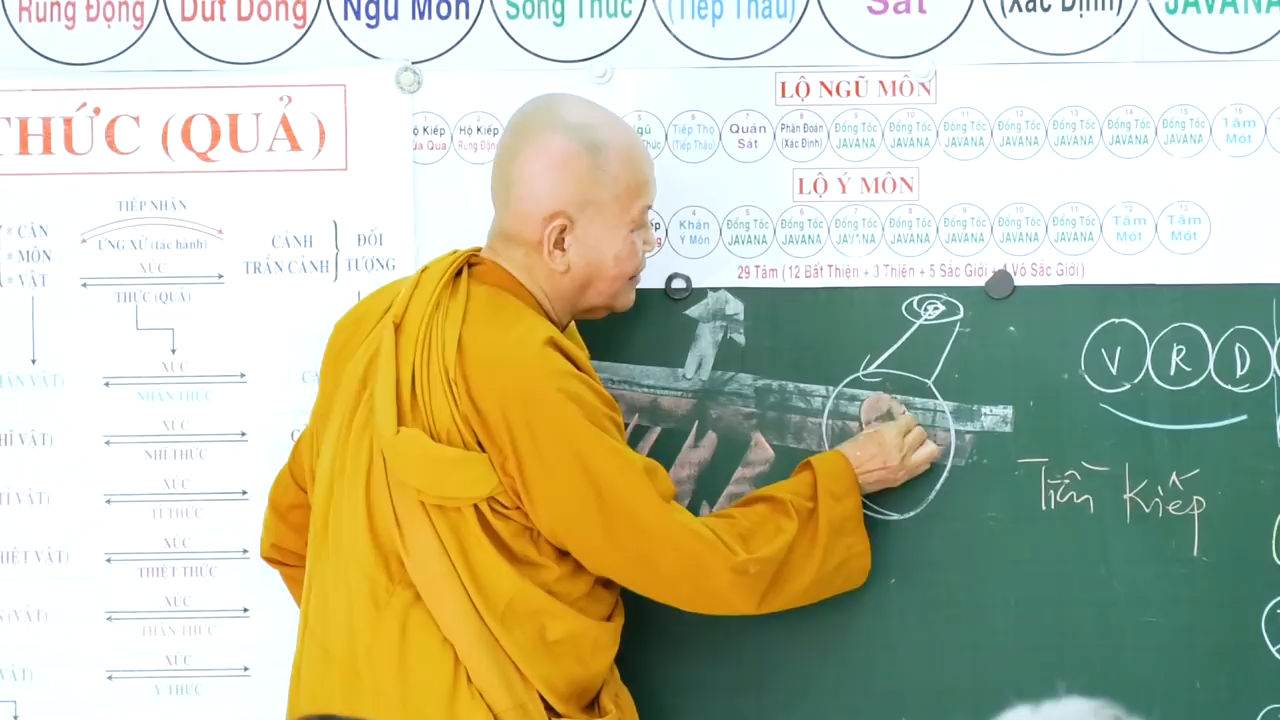 Rung Động
Dứt Dòng
Ngũ Môn
Song Thức
(Tiếp Thâu)
Sát
(Xác Định)
JAVANA
THỨC (QUẢ)
LỘ NGŨ MÔN
Hộ Kiếp
Rung Động
Tiếp Thọ
(Tiếp Thâu)
Quán
Sát
Phân Đoán
(Xác Định)
Đổng Tốc
JAVANA
Đổng Tốc
JAVANA
Đổng Tốc
JAVANA
Đổng Tốc
JAVANA
Đổng Tốc
JAVANA
Đổng Tốc
JAVANA
Đổng Tốc
JAVANA
Tâm
Mót
LỘ Ý MÔN
Khán
Ý Môn
Đổng Tốc
JAVANA
Đổng Tốc
JAVANA
Đổng Tốc
JAVANA
Đổng Tốc
JAVANA
Đổng Tốc
JAVANA
Đổng Tốc
JAVANA
Đổng Tốc
JAVANA
Tâm
Mót
Tâm
Mót
29 Tâm (12 Bất Thiện + 3 Thiện + 5 Sắc Giới + 4 Vô Sắc Giới)
TIẾP NHẬN
ỨNG XỬ (tác hành)
* CĂN
* MÔN
* VẬT
XÚC
THỨC (QUẢ)
CẢNH
TRẦN CẢNH
ĐỐI
TƯỢNG
XÚC
NHÃN THỨC
XÚC
NHĨ THỨC
XÚC
TỈ THỨC
XÚC
THIỆT THỨC
XÚC
THÂN THỨC
XÚC
Ý THỨC
V R D
Tiền Kiếp